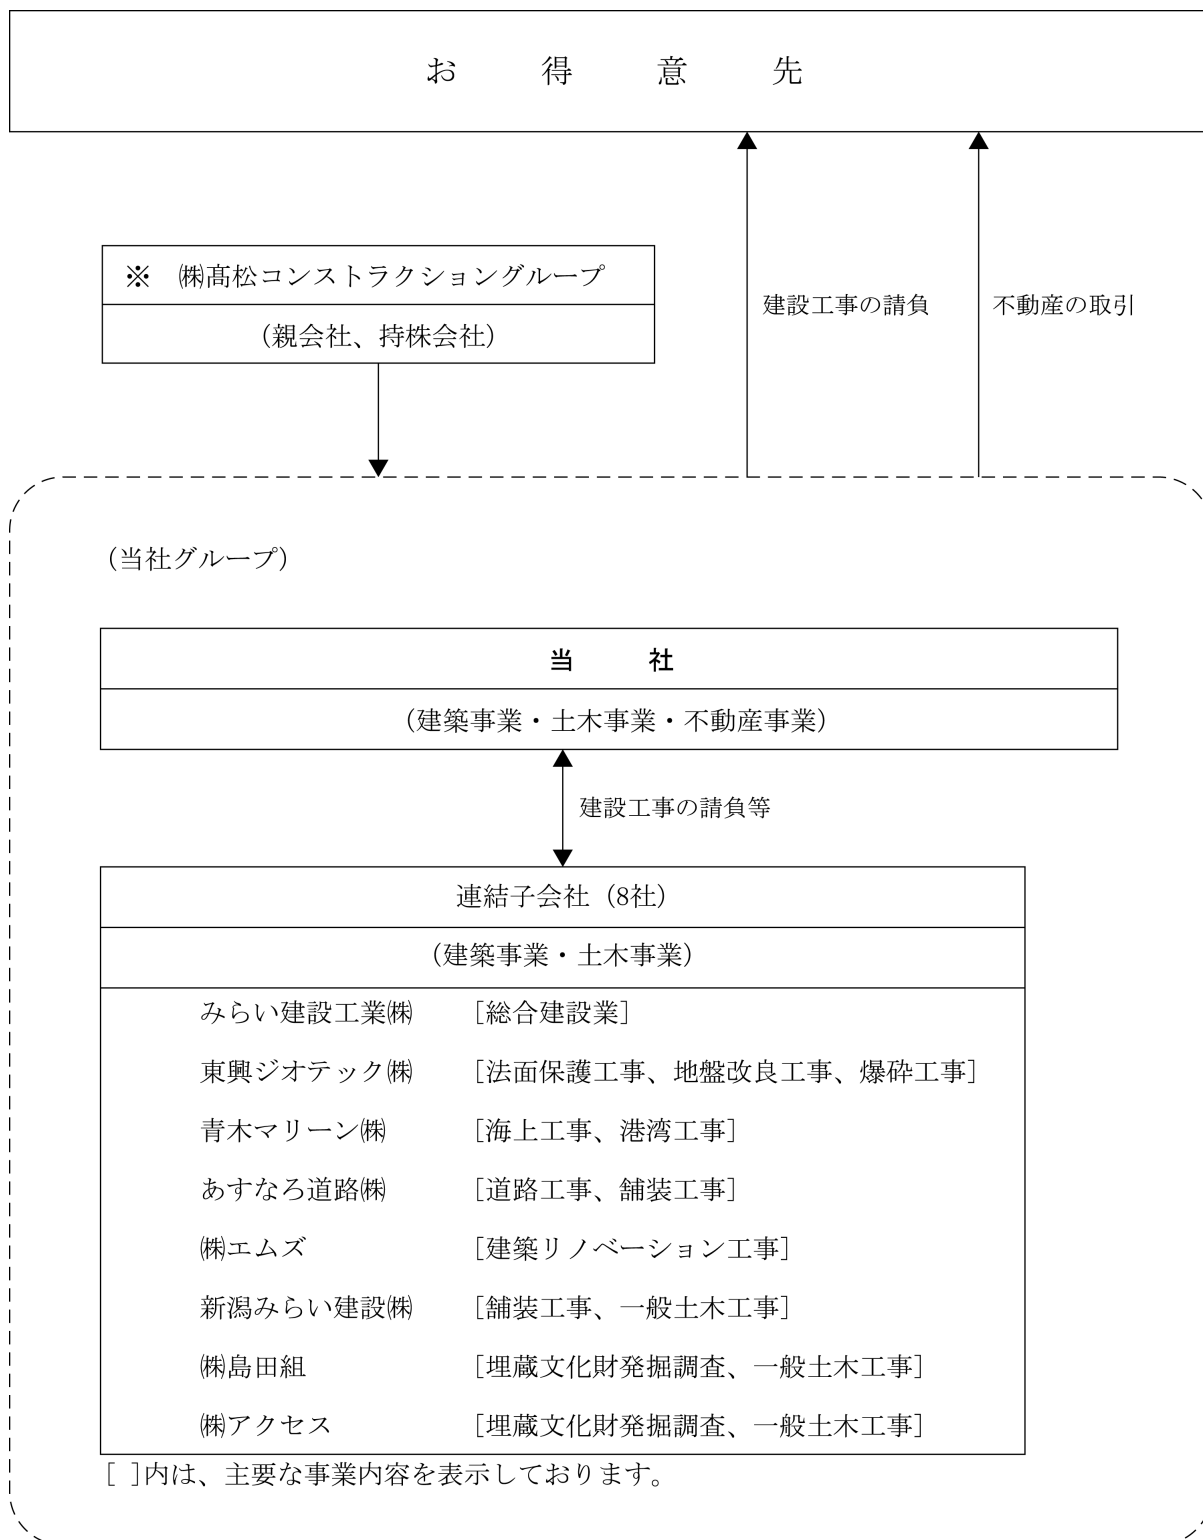 お得意先
※ ㈱髙松コンストラクショングループ
(親会社、持株会社)
建設工事の請負
不動産の取引
(当社グループ)
当社
(建築事業・土木事業・不動産事業)
建設工事の請負等
連結子会社(8社)
(建築事業・土木事業)
みらい建設工業㈱ [総合建設業]
東興ジオテック㈱ [法面保護工事、地盤改良工事、爆砕工事]
青木マリーン㈱ [海上工事、港湾工事]
あすなろ道路㈱ [道路工事、舗装工事]
㈱エムズ [建築リノベーション工事]
新潟みらい建設㈱ [舗装工事、一般土木工事]
㈱島田組 [埋蔵文化財発掘調査、一般土木工事]
㈱アクセス [埋蔵文化財発掘調査、一般土木工事]
[ ]内は、主要な事業内容を表示しております。